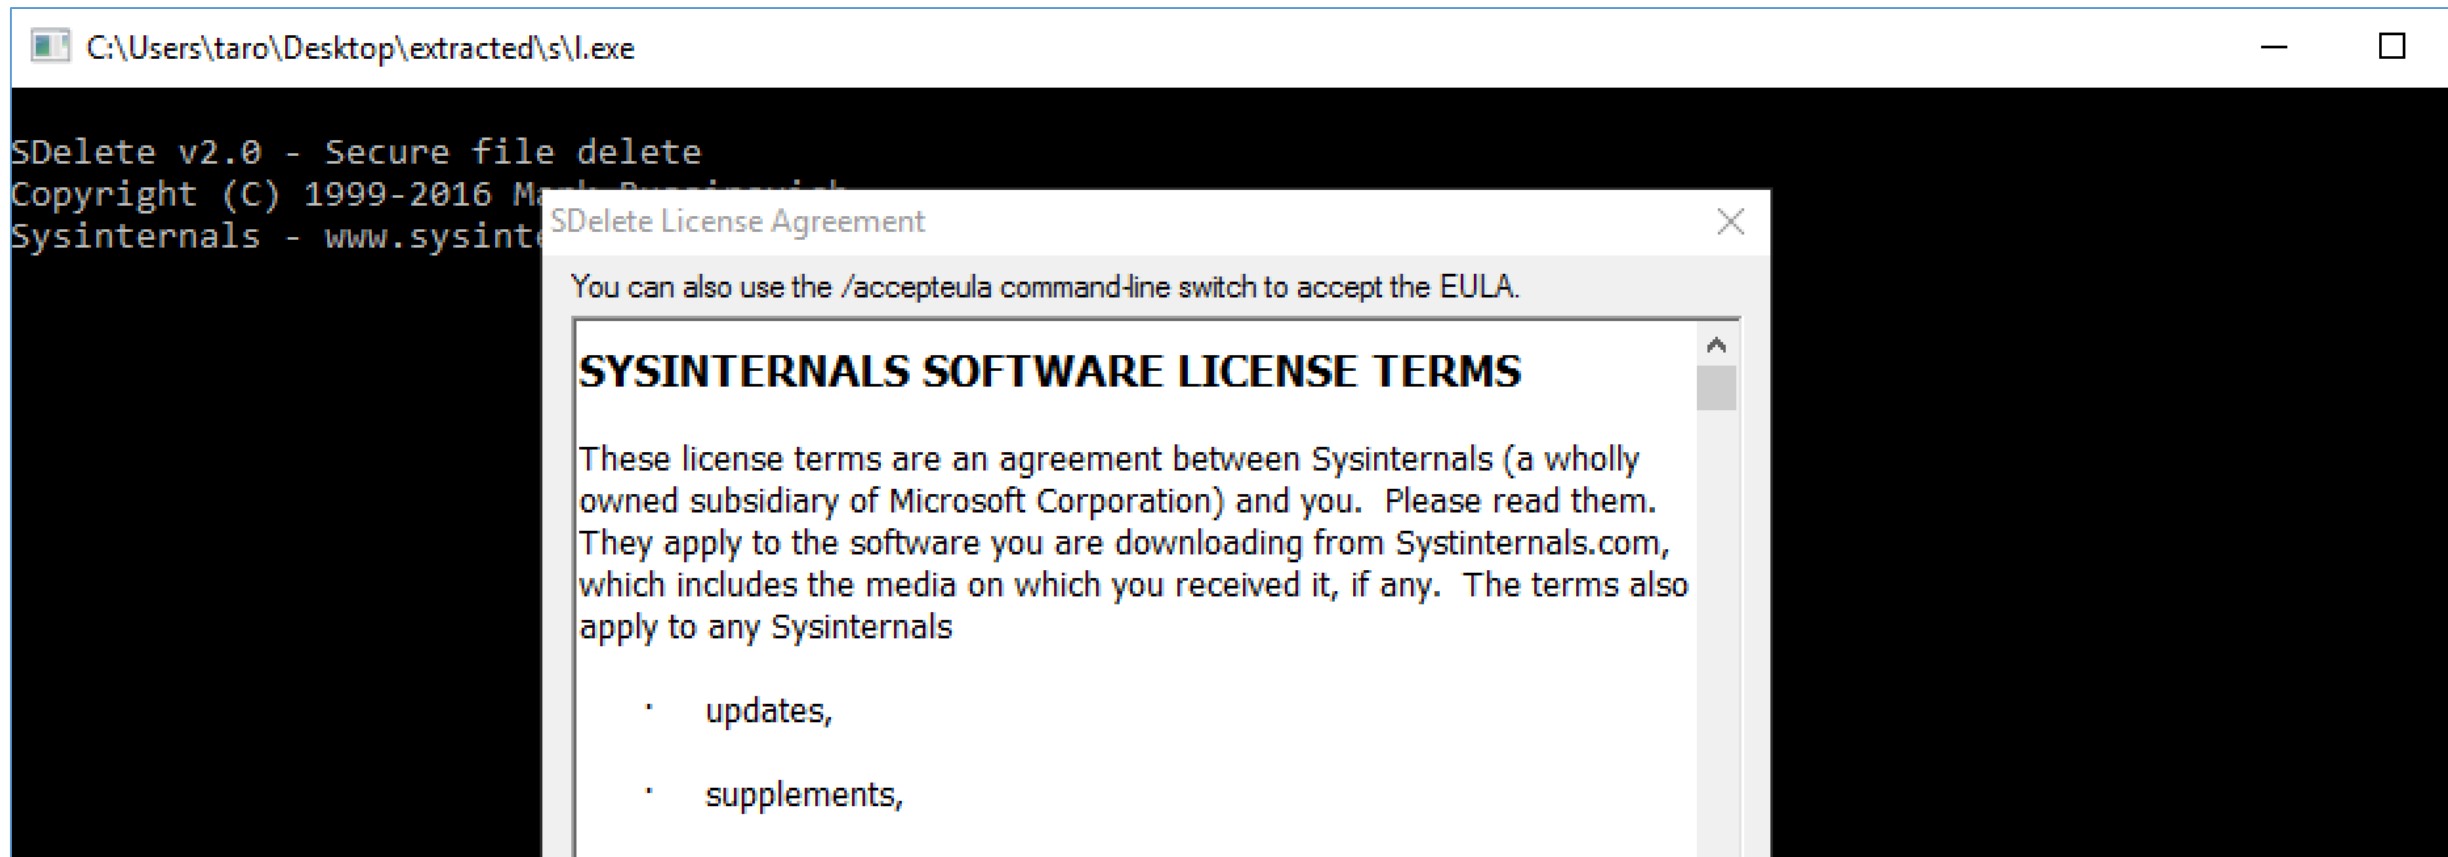 C:\Users\taro\Desktop\extracted\s\l.exe
SDelete v2.0 - Secure file delete
Copyright (C) 1999-2016 Mark Russinovich
Sysinternals - www.sysinte
SDelete License Agreement
You can also use the /accepteula command-line switch to accept the EULA.
SYSINTERNALS SOFTWARE LICENSE TERMS
These license terms are an agreement between Sysinternals (a wholly
owned subsidiary of Microsoft Corporation) and you.  Please read them.
They apply to the software you are downloading from Systinternals.com,
which includes the media on which you received it, if any.  The terms also
apply to any Sysinternals
· updates,
· supplements,